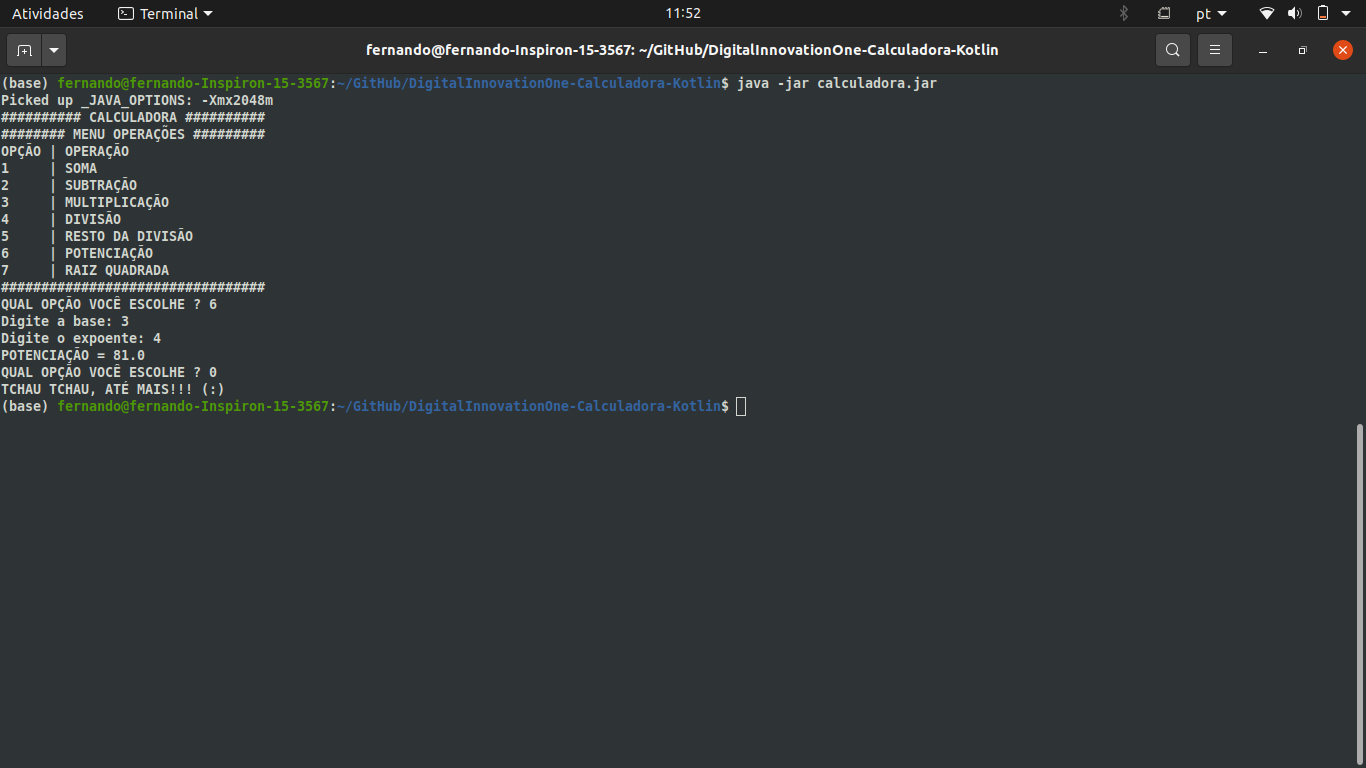 Atividades Terminal 11:52 pt
fernando@fernando-Inspiron-15-3567: ~/GitHub/DigitalInnovationOne-Calculadora-Kotlin
(base) fernando@fernando-Inspiron-15-3567:~/GitHub/DigitalInnovationOne-Calculadora-Kotlin$ java -jar calculadora.jar
Picked up _JAVA_OPTIONS: -Xmx2048m
########## CALCULADORA ##########
######## MENU OPERAÇÕES #########
OPÇÃO | OPERAÇÃO
1     | SOMA
2     | SUBTRAÇÃO
3     | MULTIPLICAÇÃO
4     | DIVISÃO
5     | RESTO DA DIVISÃO
6     | POTENCIAÇÃO
7     | RAIZ QUADRADA
#################################
QUAL OPÇÃO VOCÊ ESCOLHE ? 6
Digite a base: 3
Digite o expoente: 4
POTENCIAÇÃO = 81.0
QUAL OPÇÃO VOCÊ ESCOLHE ? 0
TCHAU TCHAU, ATÉ MAIS!!! (:)
(base) fernando@fernando-Inspiron-15-3567:~/GitHub/DigitalInnovationOne-Calculadora-Kotlin$